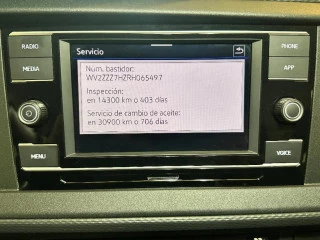 RADIO
MEDIA
MENU
Servicio
Núm. bastidor:
WV2ZZZ7HZRH065497
Inspección:
en 14300 km o 403 días
Servicio de cambio de aceite:
en 30900 km o 706 días
PHONE
APP
VOICE